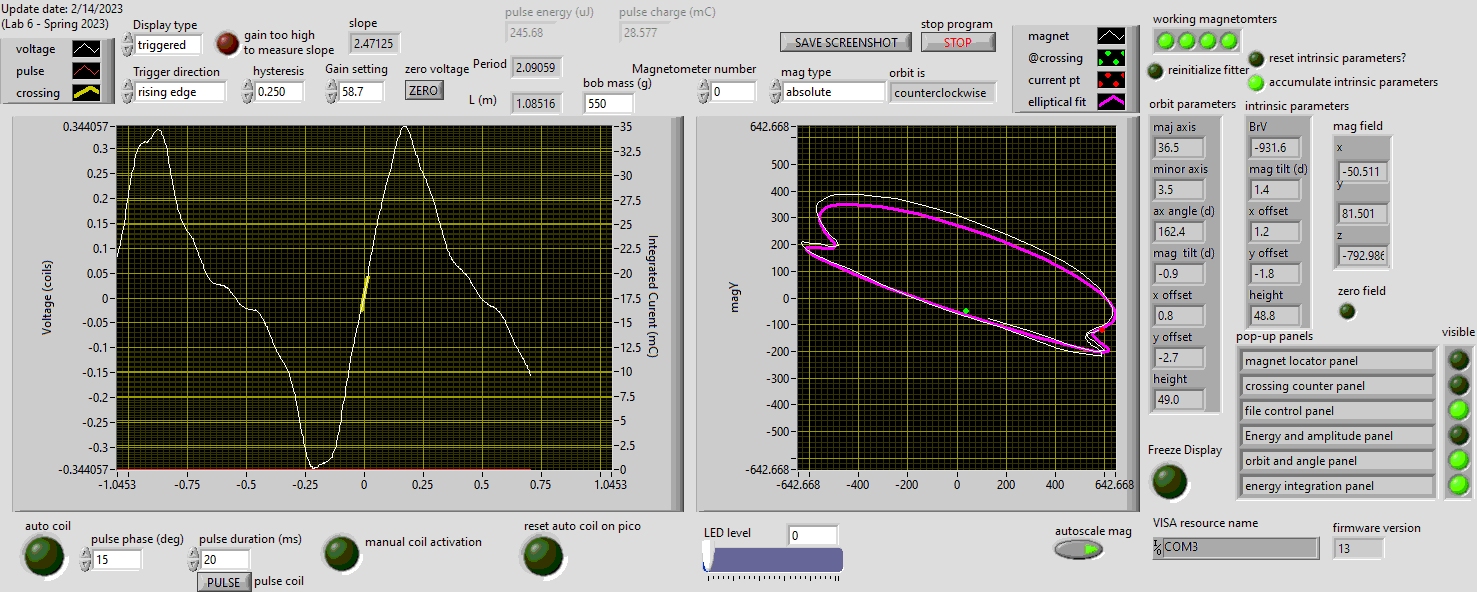 Update date: 2/14/2023
(Lab 6 - Spring 2023)
voltage
pulse
crossing
Display type
triggered
gain too high
to measure slope
slope
2.47125
pulse energy (uJ)
245.68
pulse charge (mC)
28.577
Trigger direction
rising edge
hysteresis
0.250
Gain setting
58.7
zero voltage
ZERO
Period
2.09059
L (m)
1.08516
bob mass (g)
550
SAVE SCREENSHOT
stop program
STOP
Magnetometer number
0
mag type
absolute
orbit is
counterclockwise
magnet
@crossing
current pt
elliptical fit
working magnetomters
reinitialize fitter
reset intrinsic parameters?
accumulate intrinsic parameters
orbit parameters
maj axis
36.5
minor axis
3.5
ax angle (d)
162.4
mag tilt (d)
-0.9
x offset
0.8
y offset
-2.7
height
49.0
intrinsic parameters
BrV
-931.6
mag tilt (d)
1.4
x offset
1.2
y offset
-1.8
height
48.8
mag field
x
-50.511
y
81.501
z
-792.986
zero field
Voltage (coils)
0.344057
0.3
0.25
0.2
0.15
0.1
0.05
0
-0.05
-0.1
-0.15
-0.2
-0.25
-0.3
-0.344057
-1.0453
-0.75
-0.5
-0.25
0
0.25
0.5
0.75
1.0453
35
32.5
30
27.5
25
22.5
20
17.5
15
12.5
10
7.5
5
2.5
0
Integrated Current (mC)
magY
642.668
500
400
300
200
100
0
-100
-200
-300
-400
-500
-642.668
-642.668
-400
-200
0
200
400
642.668
pop-up panels
visible
magnet locator panel
crossing counter panel
file control panel
Energy and amplitude panel
orbit and angle panel
energy integration panel
Freeze Display
auto coil
pulse phase (deg)
15
pulse duration (ms)
20
PULSE
pulse coil
manual coil activation
reset auto coil on pico
LED level
0
autoscale mag
VISA resource name
COM3
firmware version
13